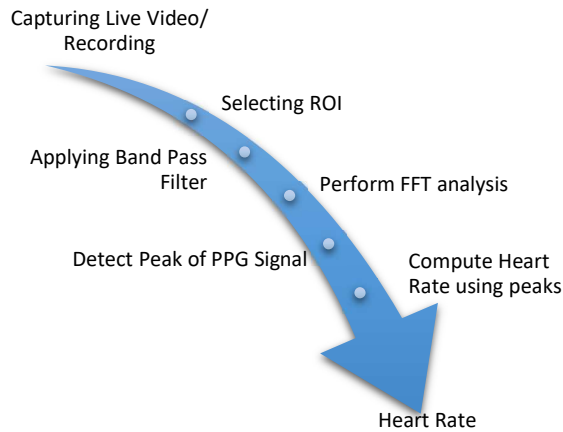 Capturing Live Video/
Recording
Selecting ROI
Applying Band Pass
Filter
Perform FFT analysis
Detect Peak of PPG Signal
Compute Heart
Rate using peaks
Heart Rate